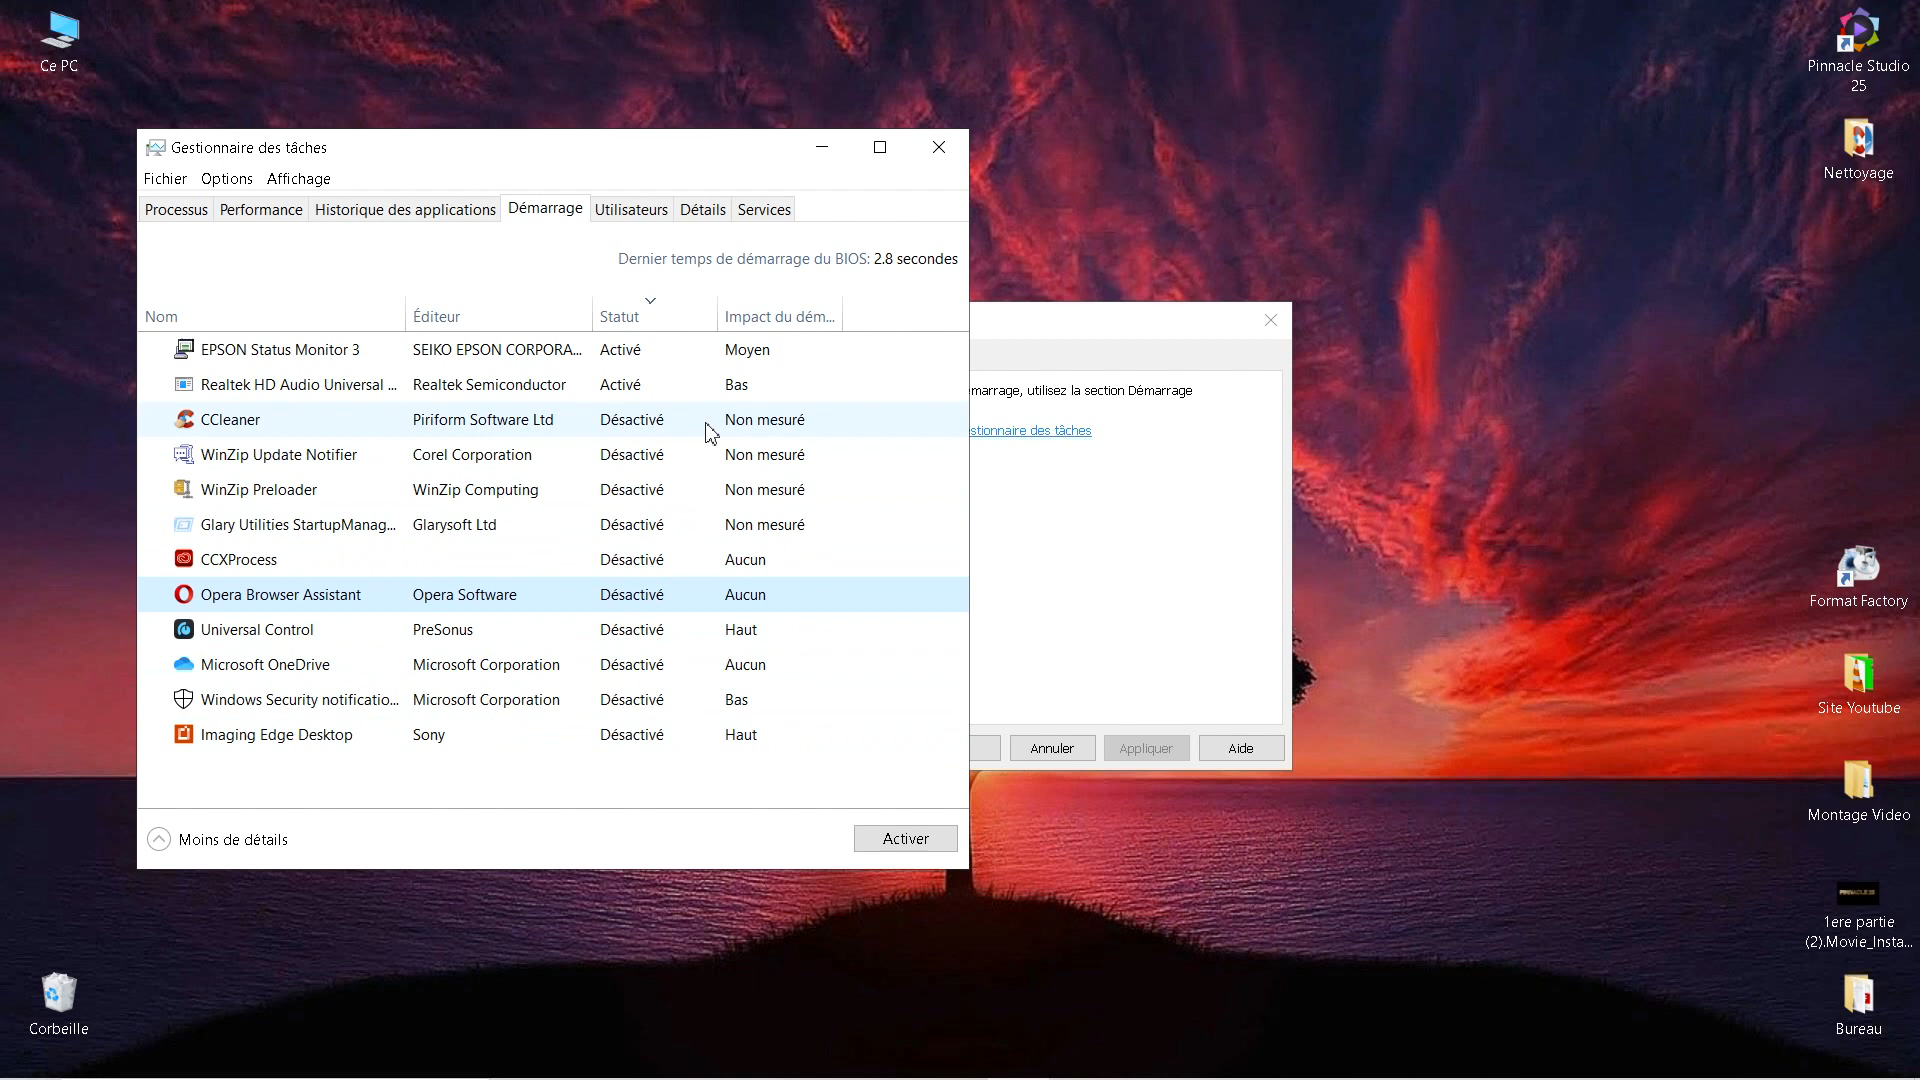 Ce PC
Pinnacle Studio
25
Nettoyage
Gestionnaire des tâches
Fichier Options Affichage
Processus Performance Historique des applications Démarrage Utilisateurs Détails Services
Dernier temps de démarrage du BIOS: 2.8 secondes
Nom Éditeur Statut Impact du dém...
EPSON Status Monitor 3 SEIKO EPSON CORPORA... Activé Moyen
Realtek HD Audio Universal ... Realtek Semiconductor Activé Bas
CCleaner Piriform Software Ltd Désactivé Non mesuré
WinZip Update Notifier Corel Corporation Désactivé Non mesuré
WinZip Preloader WinZip Computing Désactivé Non mesuré
Glary Utilities StartupManag... Glarysoft Ltd Désactivé Non mesuré
CCXProcess Désactivé Aucun
Opera Browser Assistant Opera Software Désactivé Aucun
Universal Control PreSonus Désactivé Haut
Microsoft OneDrive Microsoft Corporation Désactivé Aucun
Windows Security notificatio... Microsoft Corporation Désactivé Bas
Imaging Edge Desktop Sony Désactivé Haut
Moins de détails
Activer
marrage, utilisez la section Démarrage
stionnaire des tâches
Annuler Appliquer Aide
Format Factory
Site Youtube
Montage Video
1ere partie
(2).Movie_Insta...
Bureau
Corbeille